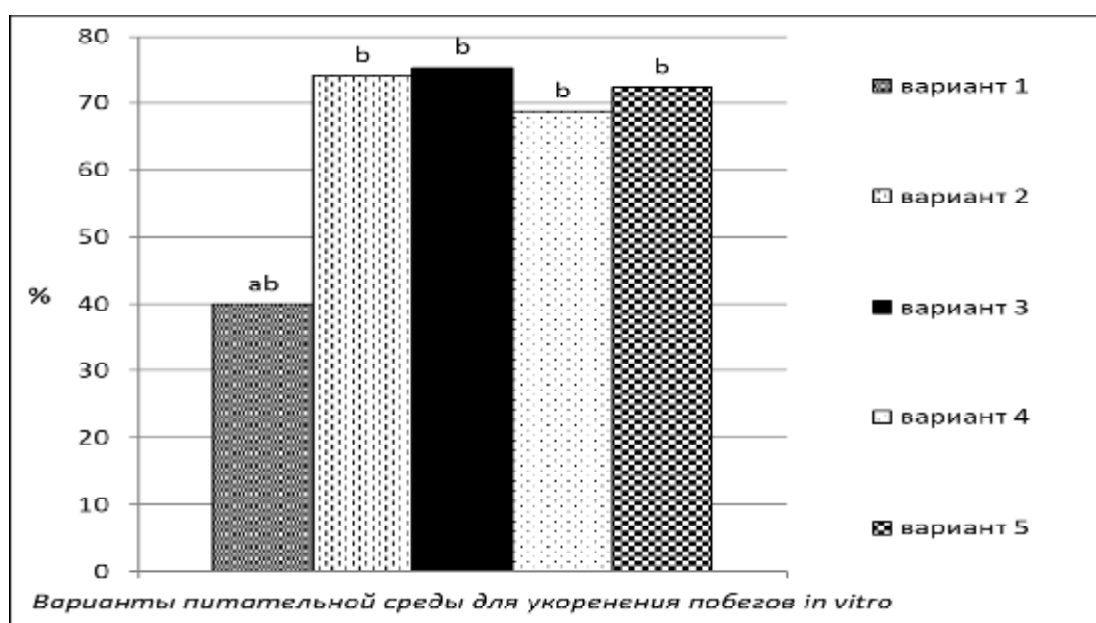 80
70
60
50
40
30
20
10
0
%
ab
b
b
b
b
вариант 1
вариант 2
вариант 3
вариант 4
вариант 5
Варианты питательной среды для укоренения побегов in vitro